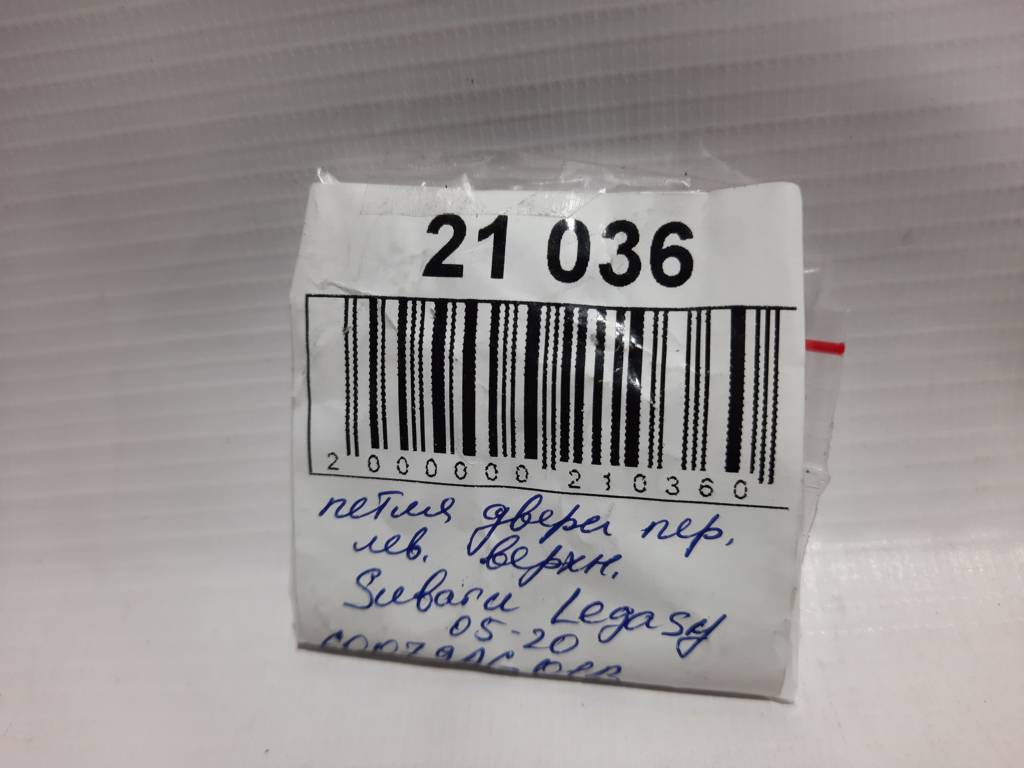 21 036
2 000000 210360
петля двери пер.
лев. верхн.
Subaru Legasy
05-20